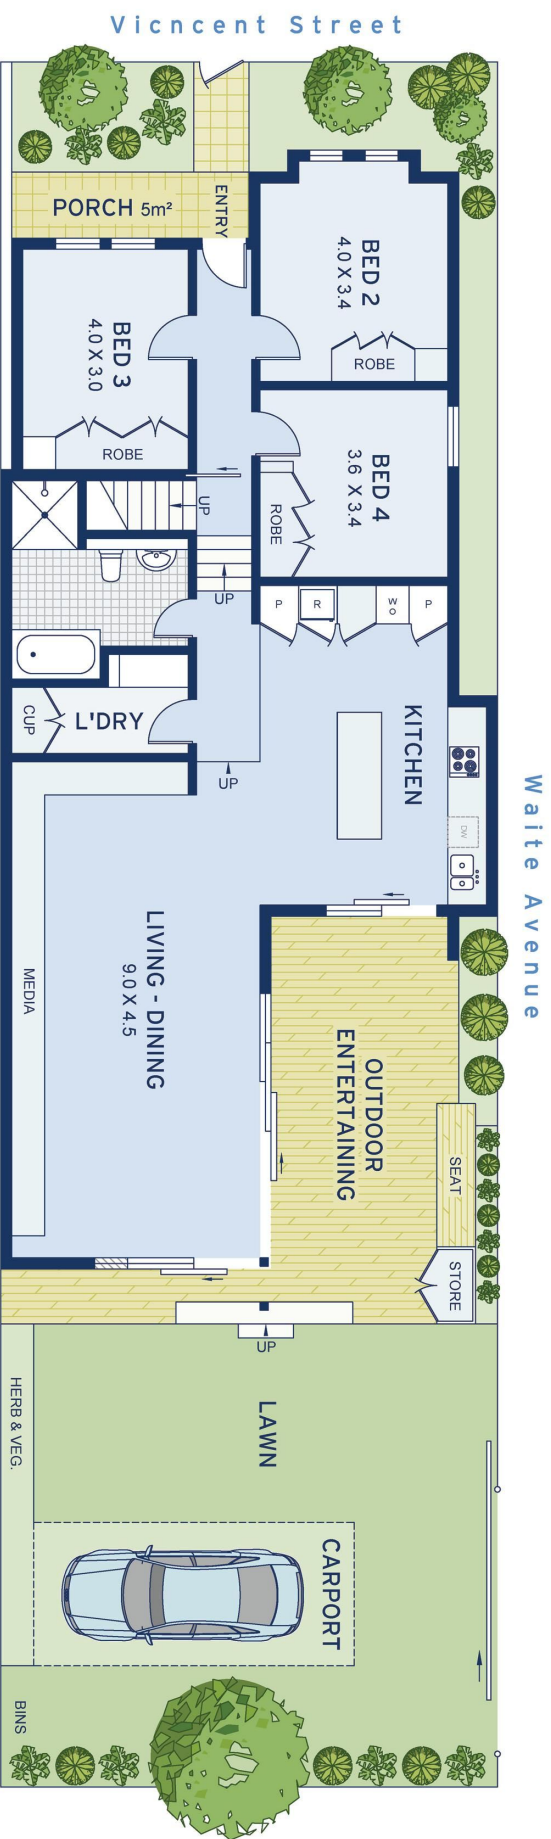 Vicncent Street
PORCH 5m²
ENTRY
BED 2
4.0 X 3.4
ROBE
BED 3
4.0 X 3.0
ROBE
BED 4
3.6 X 3.4
ROBE
UP
UP
P
R
W
P
CUP
L'DRY
UP
KITCHEN
DW
Waite Avenue
LIVING - DINING
9.0 X 4.5
MEDIA
OUTDOOR
ENTERTAINING
SEAT
STORE
UP
HERB & VEG.
LAWN
CARPORT
BINS